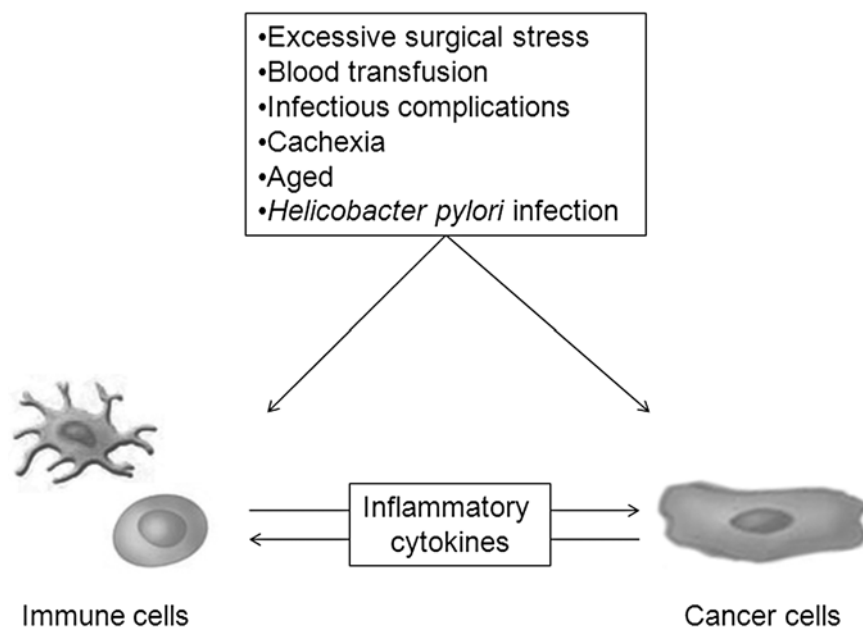 •Excessive surgical stress
•Blood transfusion
•Infectious complications
•Cachexia
•Aged
•Helicobacter pylori infection
Inflammatory
cytokines
Immune cells
Cancer cells